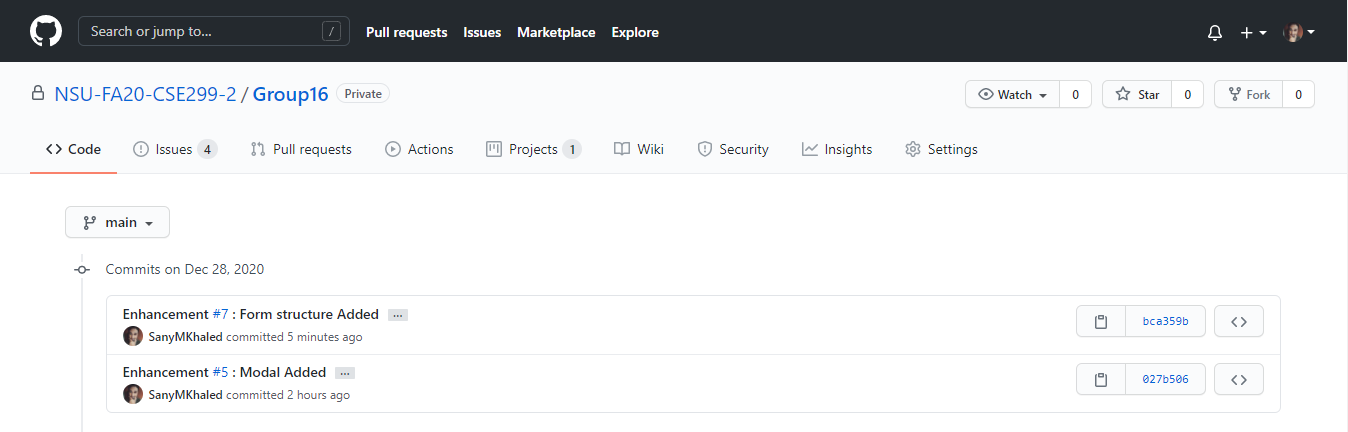 Search or jump to... / Pull requests Issues Marketplace Explore
NSU-FA20-CSE299-2 / Group16 Private Watch 0 Star 0 Fork 0
Code Issues 4 Pull requests Actions Projects 1 Wiki Security Insights Settings
main
Commits on Dec 28, 2020
Enhancement #7 : Form structure Added ... bca359b
SanyMKhaled committed 5 minutes ago
Enhancement #5 : Modal Added ... 027b506
SanyMKhaled committed 2 hours ago